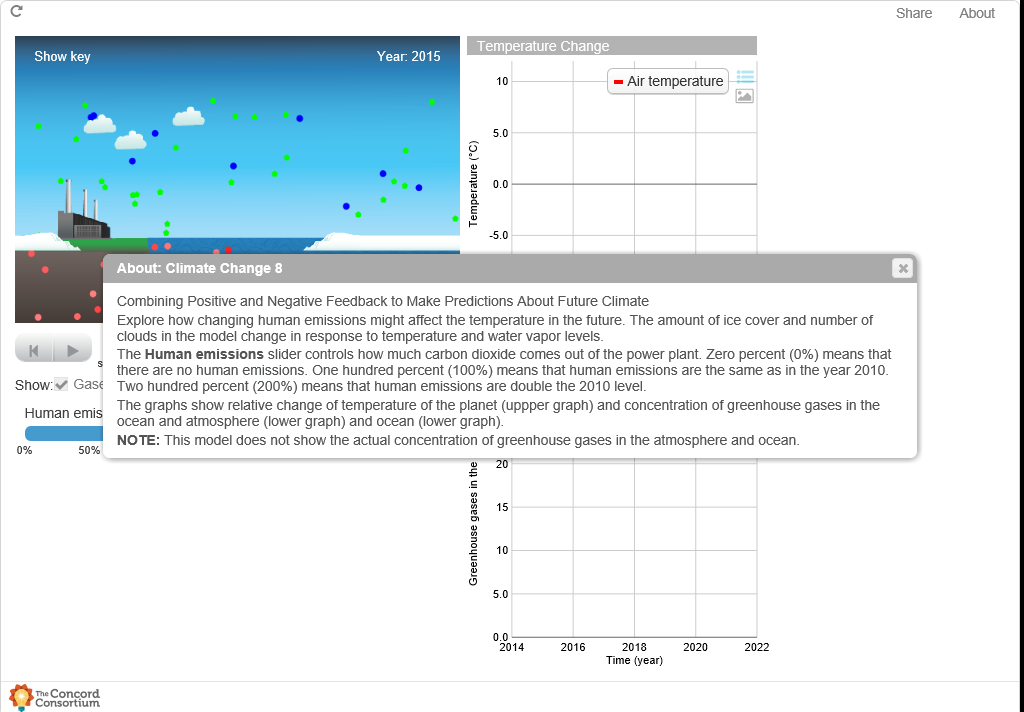 Share About
Show key
Year: 2015
Temperature Change
Air temperature
10
5.0
0.0
-5.0
Temperature (°C)
About: Climate Change 8
Combining Positive and Negative Feedback to Make Predictions About Future Climate
Explore how changing human emissions might affect the temperature in the future. The amount of ice cover and number of
clouds in the model change in response to temperature and water vapor levels.
The Human emissions slider controls how much carbon dioxide comes out of the power plant. Zero percent (0%) means that
there are no human emissions. One hundred percent (100%) means that human emissions are the same as in the year 2010.
Two hundred percent (200%) means that human emissions are double the 2010 level.
The graphs show relative change of temperature of the planet (uppper graph) and concentration of greenhouse gases in the
ocean and atmosphere (lower graph) and ocean (lower graph).
NOTE: This model does not show the actual concentration of greenhouse gases in the atmosphere and ocean.
s
Show: Gase
Human emis
0% 50%
20
15
10
5.0
0.0
Greenhouse gases in the
2014 2016 2018 2020 2022
Time (year)
The Concord
Consortium